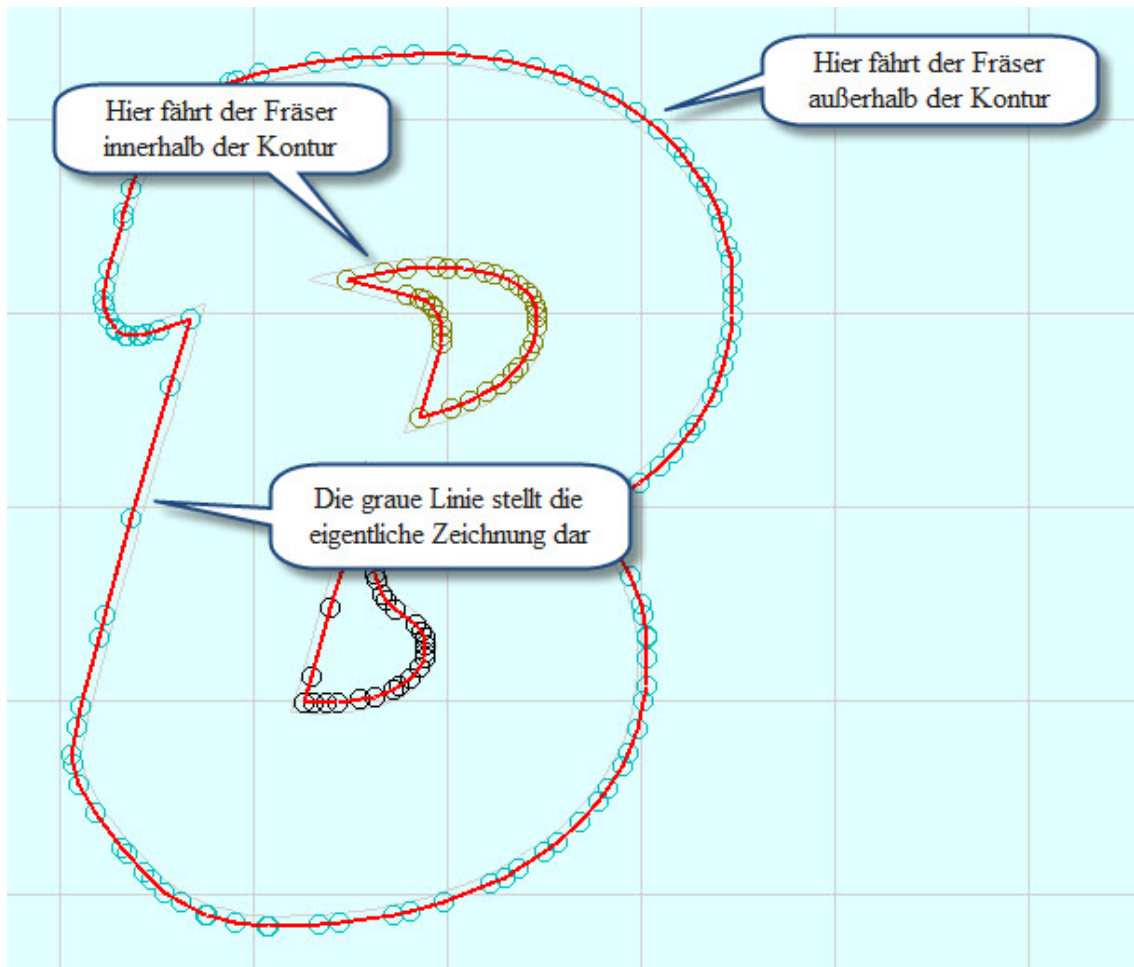 Hier fährt der Fräser
außerhalb der Kontur
Hier fährt der Fräser
innerhalb der Kontur
Die graue Linie stellt die
eigentliche Zeichnung dar